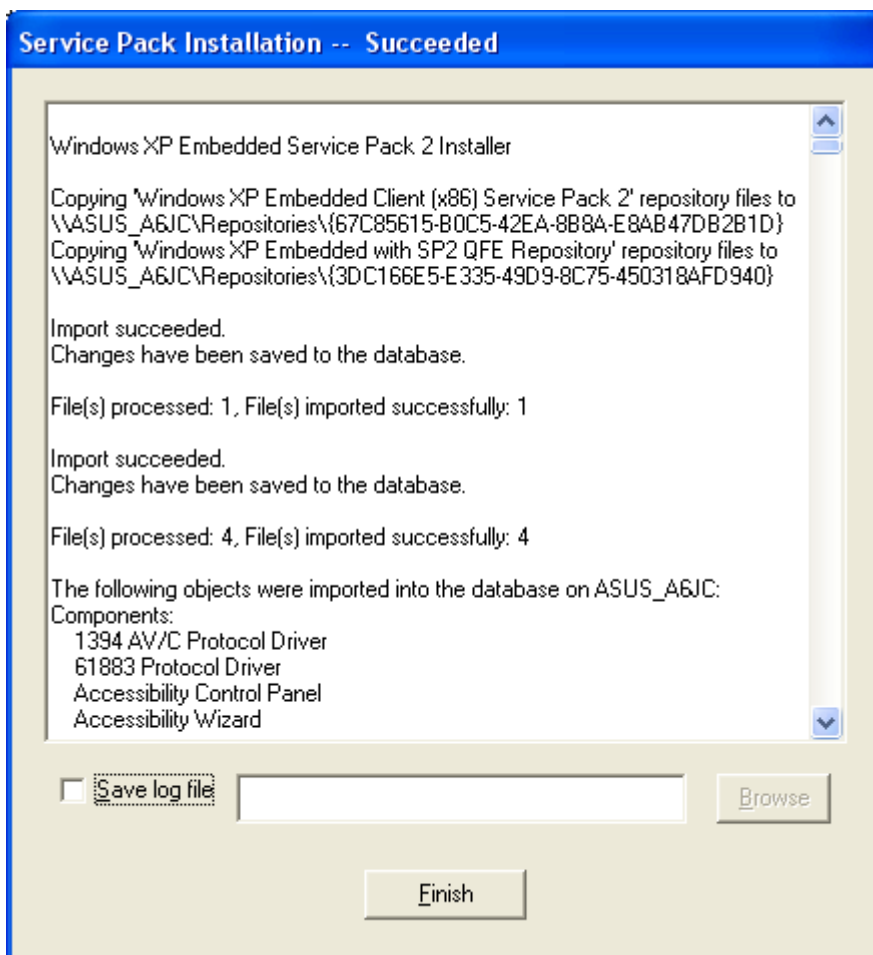 Service Pack Installation -- Succeeded
Windows XP Embedded Service Pack 2 Installer
Copying 'Windows XP Embedded Client (x86) Service Pack 2' repository files to
\\ASUS_A6JC\Repositories\{67C85615-B0C5-42EA-8B8A-E8AB47DB2B1D}
Copying 'Windows XP Embedded with SP2 QFE Repository' repository files to
\\ASUS_A6JC\Repositories\{3DC166E5-E335-49D9-8C75-450318AFD940}
Import succeeded.
Changes have been saved to the database.
File(s) processed: 1, File(s) imported successfully: 1
Import succeeded.
Changes have been saved to the database.
File(s) processed: 4, File(s) imported successfully: 4
The following objects were imported into the database on ASUS_A6JC:
Components:
1394 AV/C Protocol Driver
61883 Protocol Driver
Accessibility Control Panel
Accessibility Wizard
Save log file
Browse
Finish